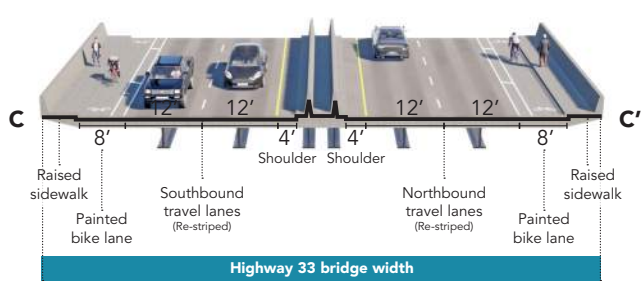 C
C'
12'
12'
12'
12'
8'
4'
4'
8'
Shoulder
Shoulder
Raised
sidewalk
Painted
bike lane
Southbound
travel lanes
(Re-striped)
Northbound
travel lanes
(Re-striped)
Painted
bike lane
Raised
sidewalk
Highway 33 bridge width